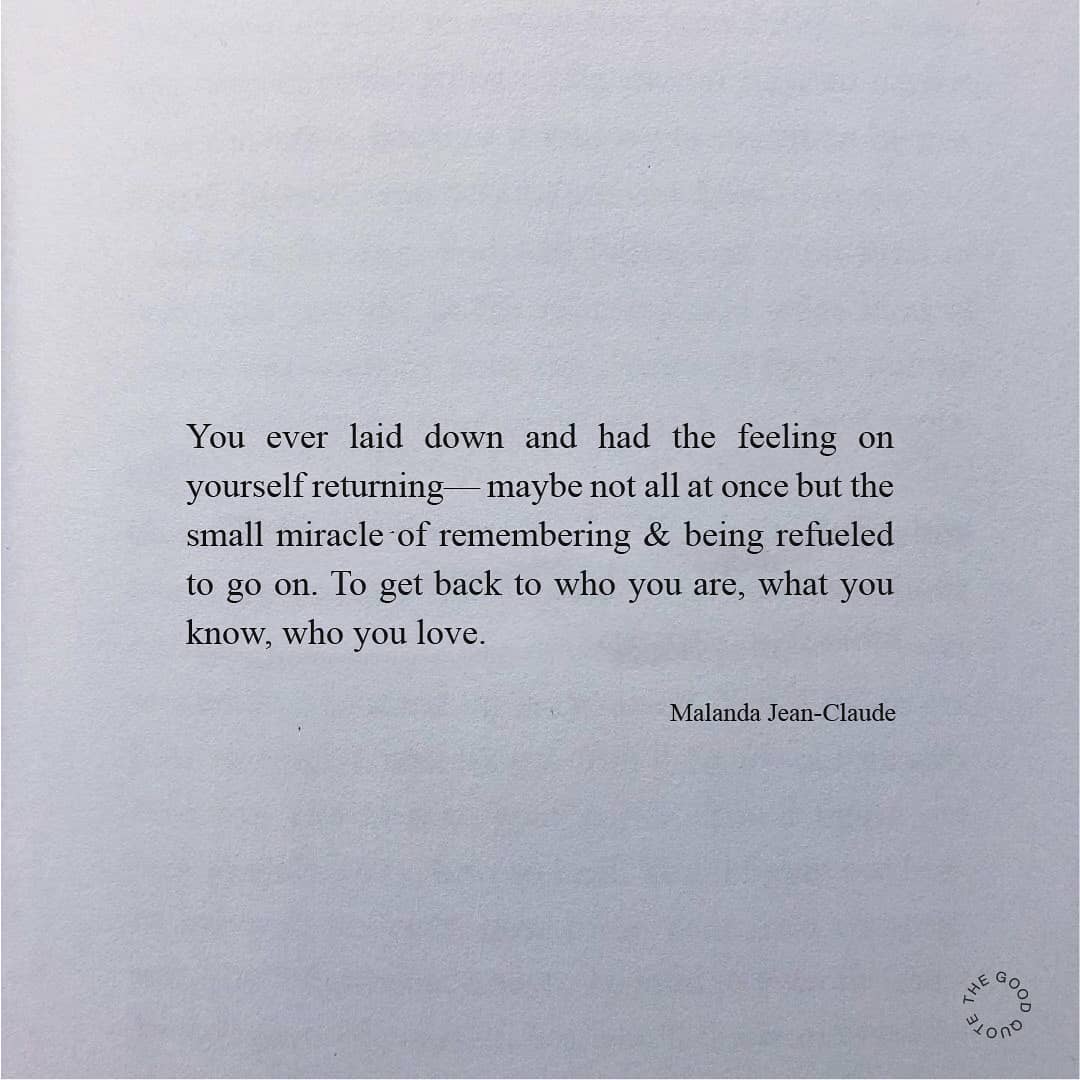 You ever laid down and had the feeling on
yourself returning— maybe not all at once but the
small miracle of remembering & being refueled
to go on. To get back to who you are, what you
know, who you love.
Malanda Jean-Claude
THE GOOD QUOTE